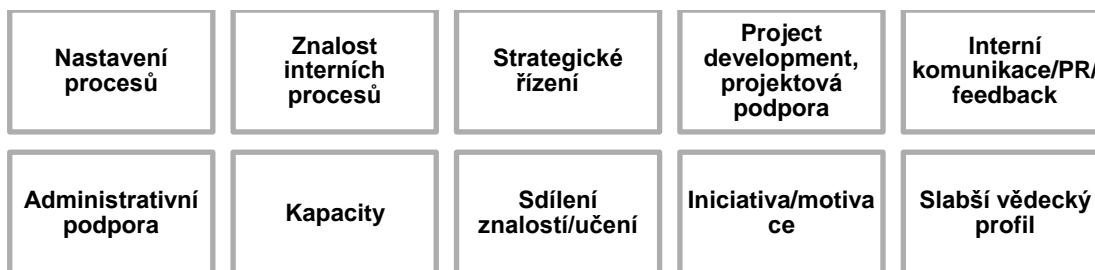 Nastavení
procesů
Znalost
interních
procesů
Strategické
řízení
Project
development,
projektová
podpora
Interní
komunikace/PR/
feedback
Administrativní
podpora
Kapacity
Sdílení
znalostí/učení
Iniciativa/motiva
ce
Slabší vědecký
profil